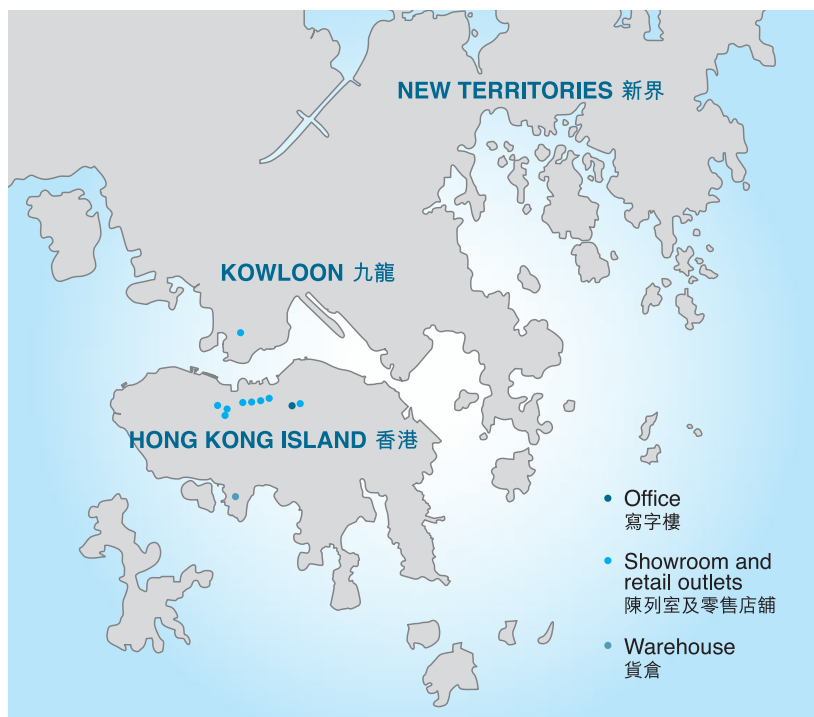 NEW TERRITORIES 新界
KOWLOON 九龍
HONG KONG ISLAND 香港
Office
寫字樓
Showroom and
retail outlets
陳列室及零售店舖
Warehouse
貨倉